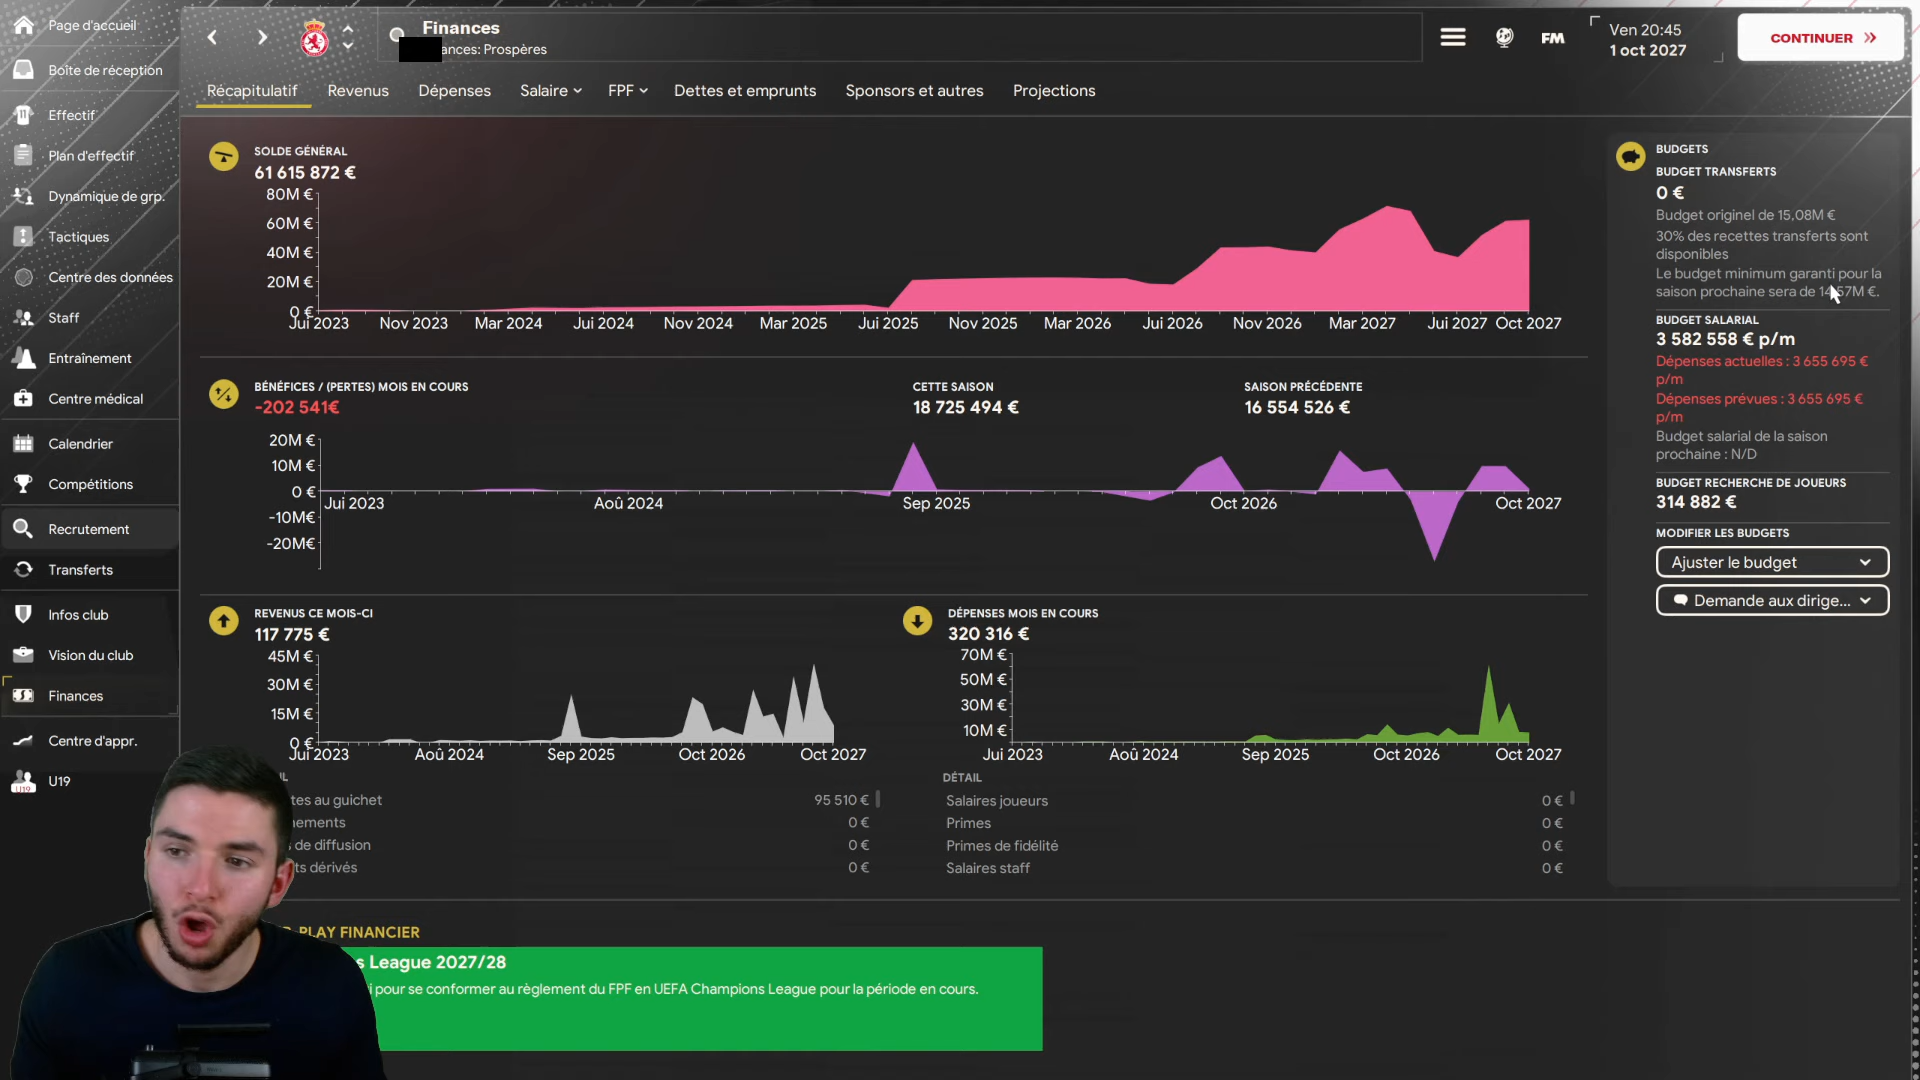 Page d'accueil
Boîte de réception
Effectif
Plan d'effectif
Dynamique de grp.
Tactiques
Centre des données
Staff
Entraînement
Centre médical
Calendrier
Compétitions
Recrutement
Transferts
Infos club
Vision du club
Finances
Centre d'appr.
U19
U19
Finances
ances: Prospères
FM
Ven 20:45
1 oct 2027
CONTINUER
Récapitulatif
Revenus
Dépenses
Salaire
FPF
Dettes et emprunts
Sponsors et autres
Projections
SOLDE GÉNÉRAL
61 615 872 €
80M €
60M €
40M €
20M €
0 €
Jul 2023 Nov 2023 Mar 2024 Jul 2024 Nov 2024 Mar 2025 Jul 2025 Nov 2025 Mar 2026 Jul 2026 Nov 2026 Mar 2027 Jul 2027 Oct 2027
BÉNÉFICES / (PERTES) MOIS EN COURS
-202 541€
CETTE SAISON
18 725 494 €
SAISON PRÉCÉDENTE
16 554 526 €
20M €
10M €
0 €
-10M€
-20M€
Jul 2023 Aoû 2024 Sep 2025 Oct 2026 Oct 2027
REVENUS CE MOIS-CI
117 775 €
45M €
30M €
15M €
0 €
Jul 2023 Aoû 2024 Sep 2025 Oct 2026 Oct 2027
IL
tes au guichet 95 510 €
nements 0 €
de diffusion 0 €
ts dérivés 0 €
DÉPENSES MOIS EN COURS
320 316 €
70M €
50M €
30M €
10M €
Jul 2023 Aoû 2024 Sep 2025 Oct 2026 Oct 2027
DÉTAIL
Salaires joueurs 0 €
Primes 0 €
Primes de fidélité 0 €
Salaires staff 0 €
PLAY FINANCIER
s League 2027/28
i pour se conformer au règlement du FPF en UEFA Champions League pour la période en cours.
BUDGETS
BUDGET TRANSFERTS
0 €
Budget originel de 15,08M €
30% des recettes transferts sont
disponibles
Le budget minimum garanti pour la
saison prochaine sera de 14,57M €.
BUDGET SALARIAL
3 582 558 € p/m
Dépenses actuelles : 3 655 695 €
p/m
Dépenses prévues : 3 655 695 €
p/m
Budget salarial de la saison
prochaine : N/D
BUDGET RECHERCHE DE JOUEURS
314 882 €
MODIFIER LES BUDGETS
Ajuster le budget
Demande aux dirige...